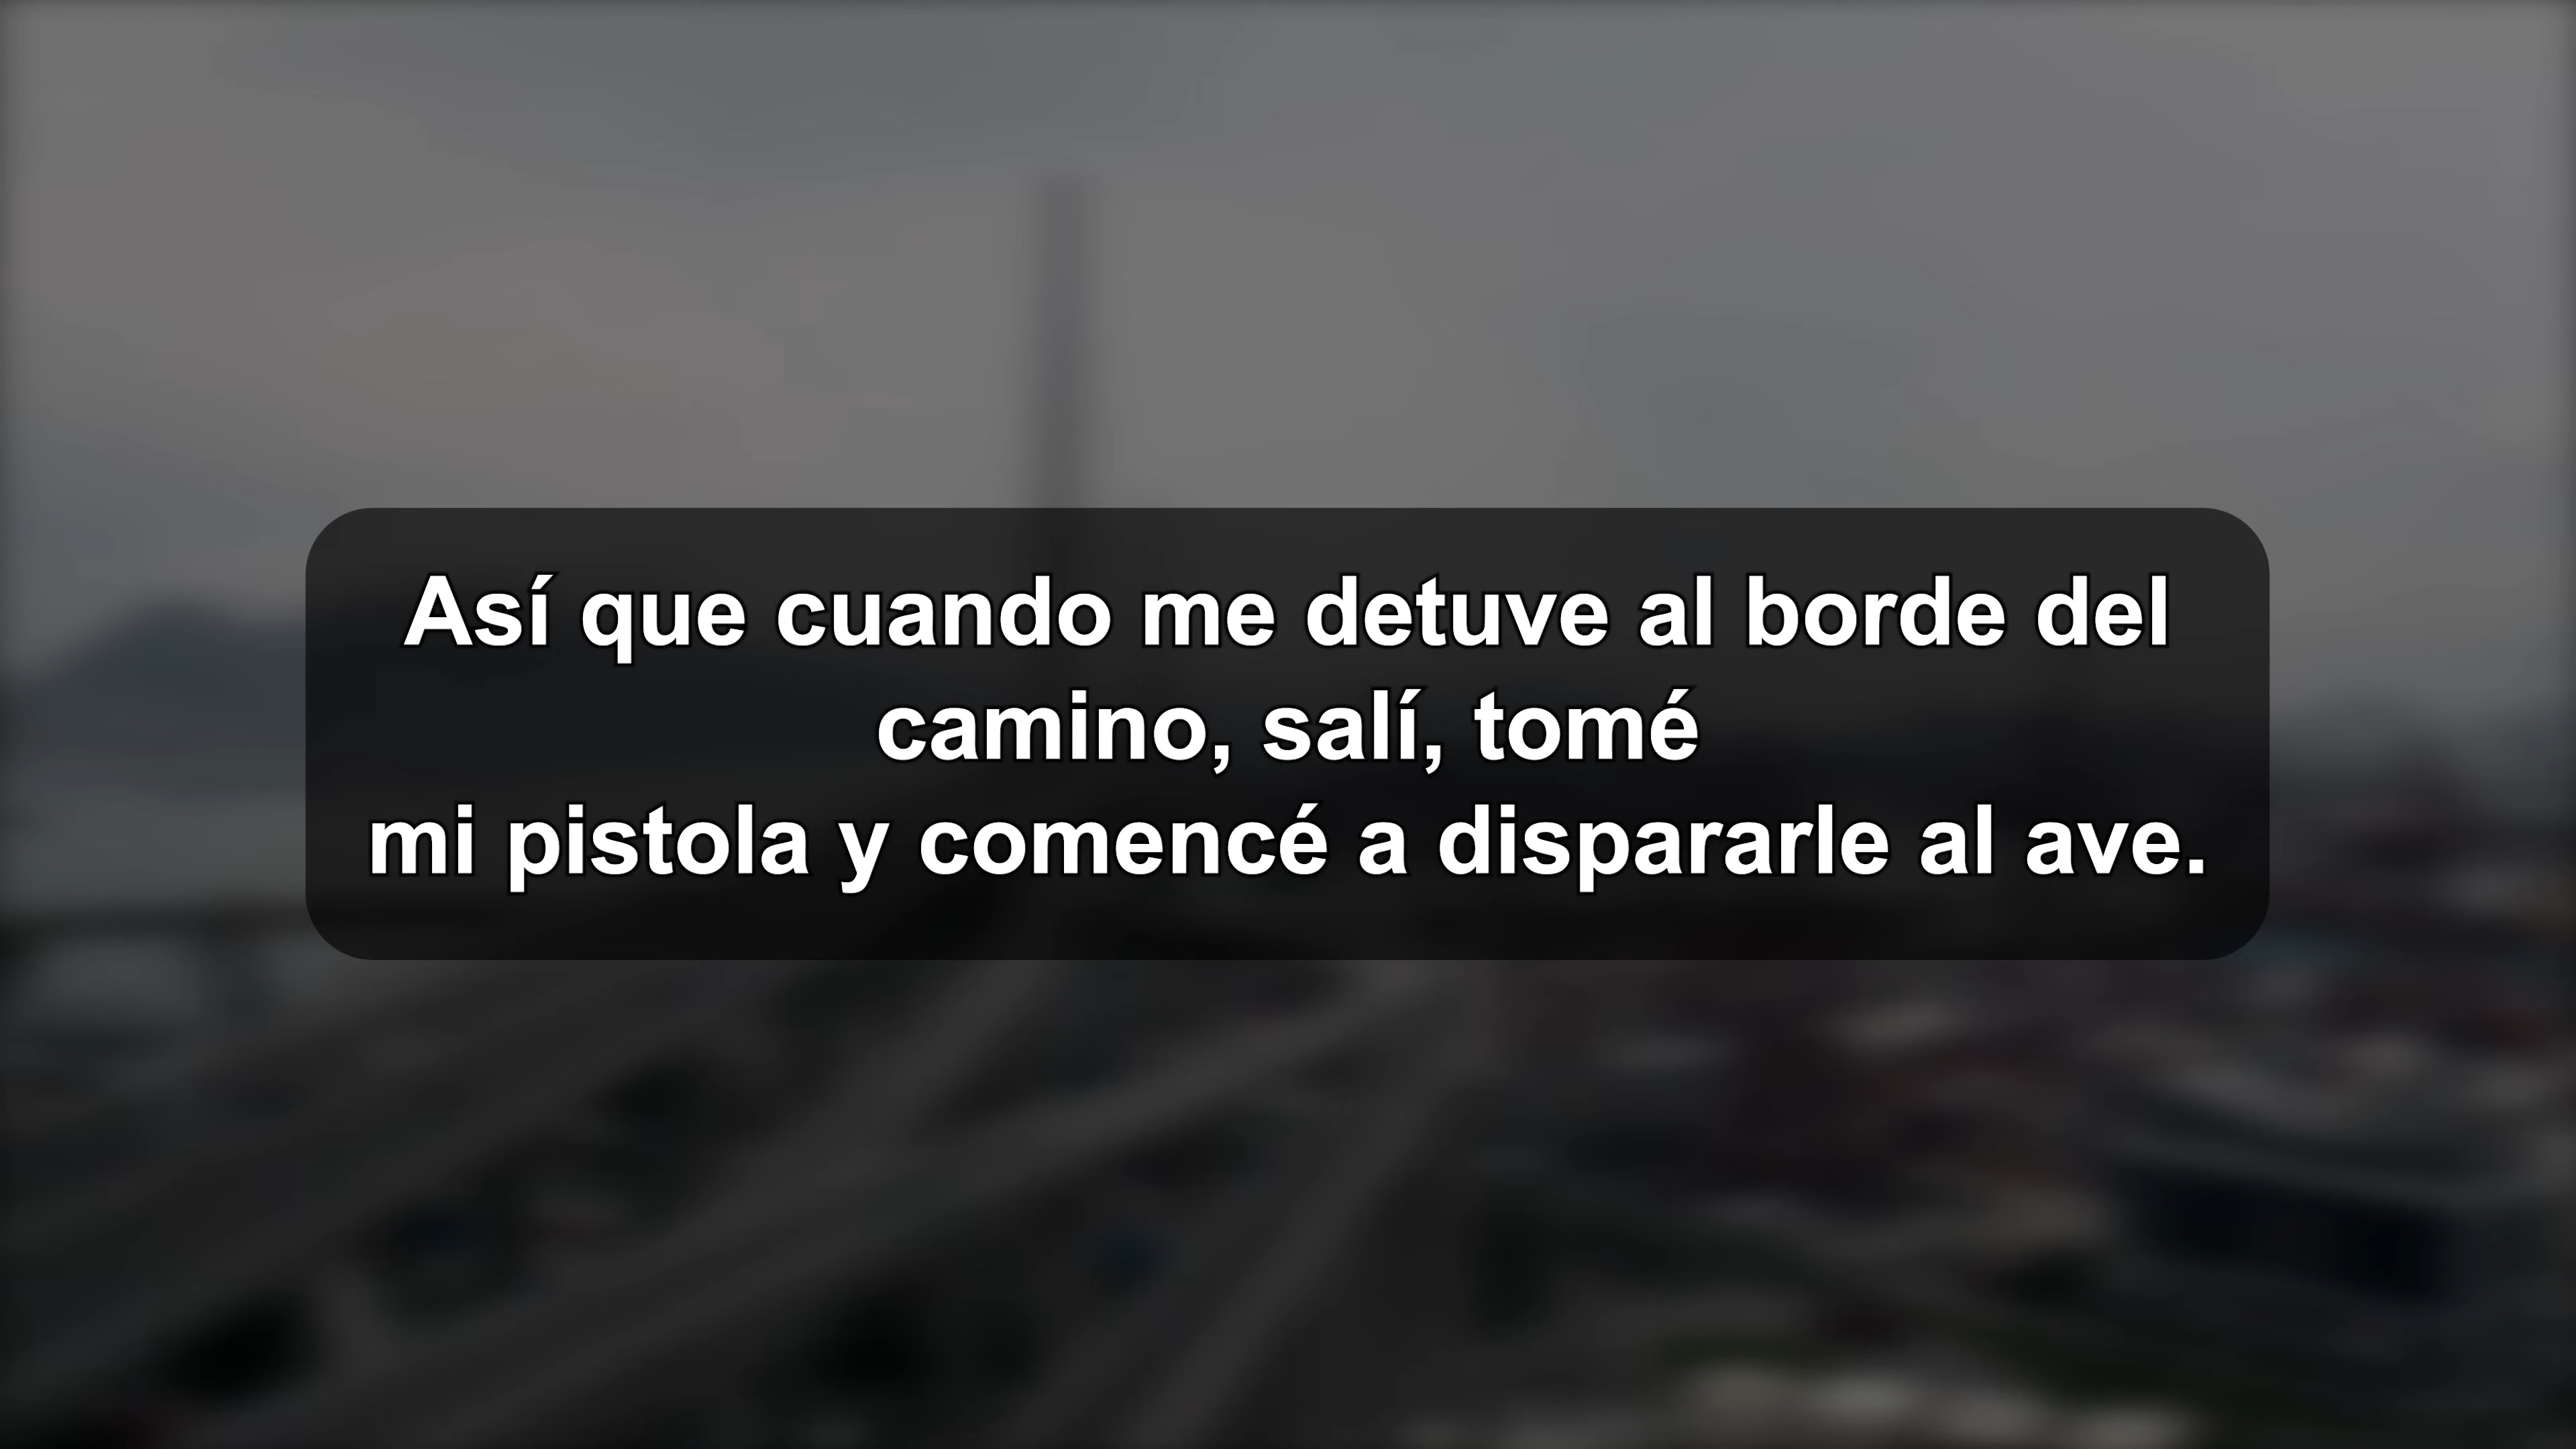 Así que cuando me detuve al borde del
camino, salí, tomé
mi pistola y comencé a dispararle al ave.